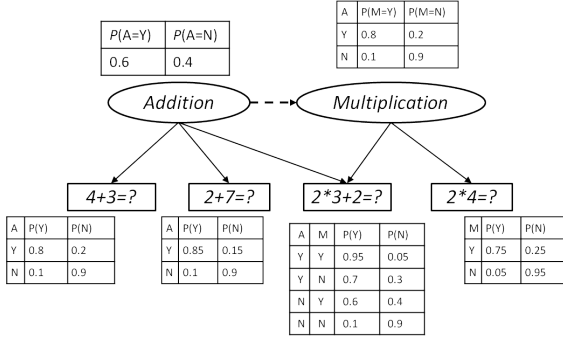 P(A=Y) P(A=N)
0.6 0.4
A P(M=Y) P(M=N)
Y 0.8 0.2
N 0.1 0.9
Addition
Multiplication
4+3=?
2+7=?
2*3+2=?
2*4=?
A P(Y) P(N)
Y 0.8 0.2
N 0.1 0.9
A P(Y) P(N)
Y 0.85 0.15
N 0.1 0.9
A M P(Y) P(N)
Y Y 0.95 0.05
Y N 0.7 0.3
N Y 0.6 0.4
N N 0.1 0.9
M P(Y) P(N)
Y 0.75 0.25
N 0.05 0.95